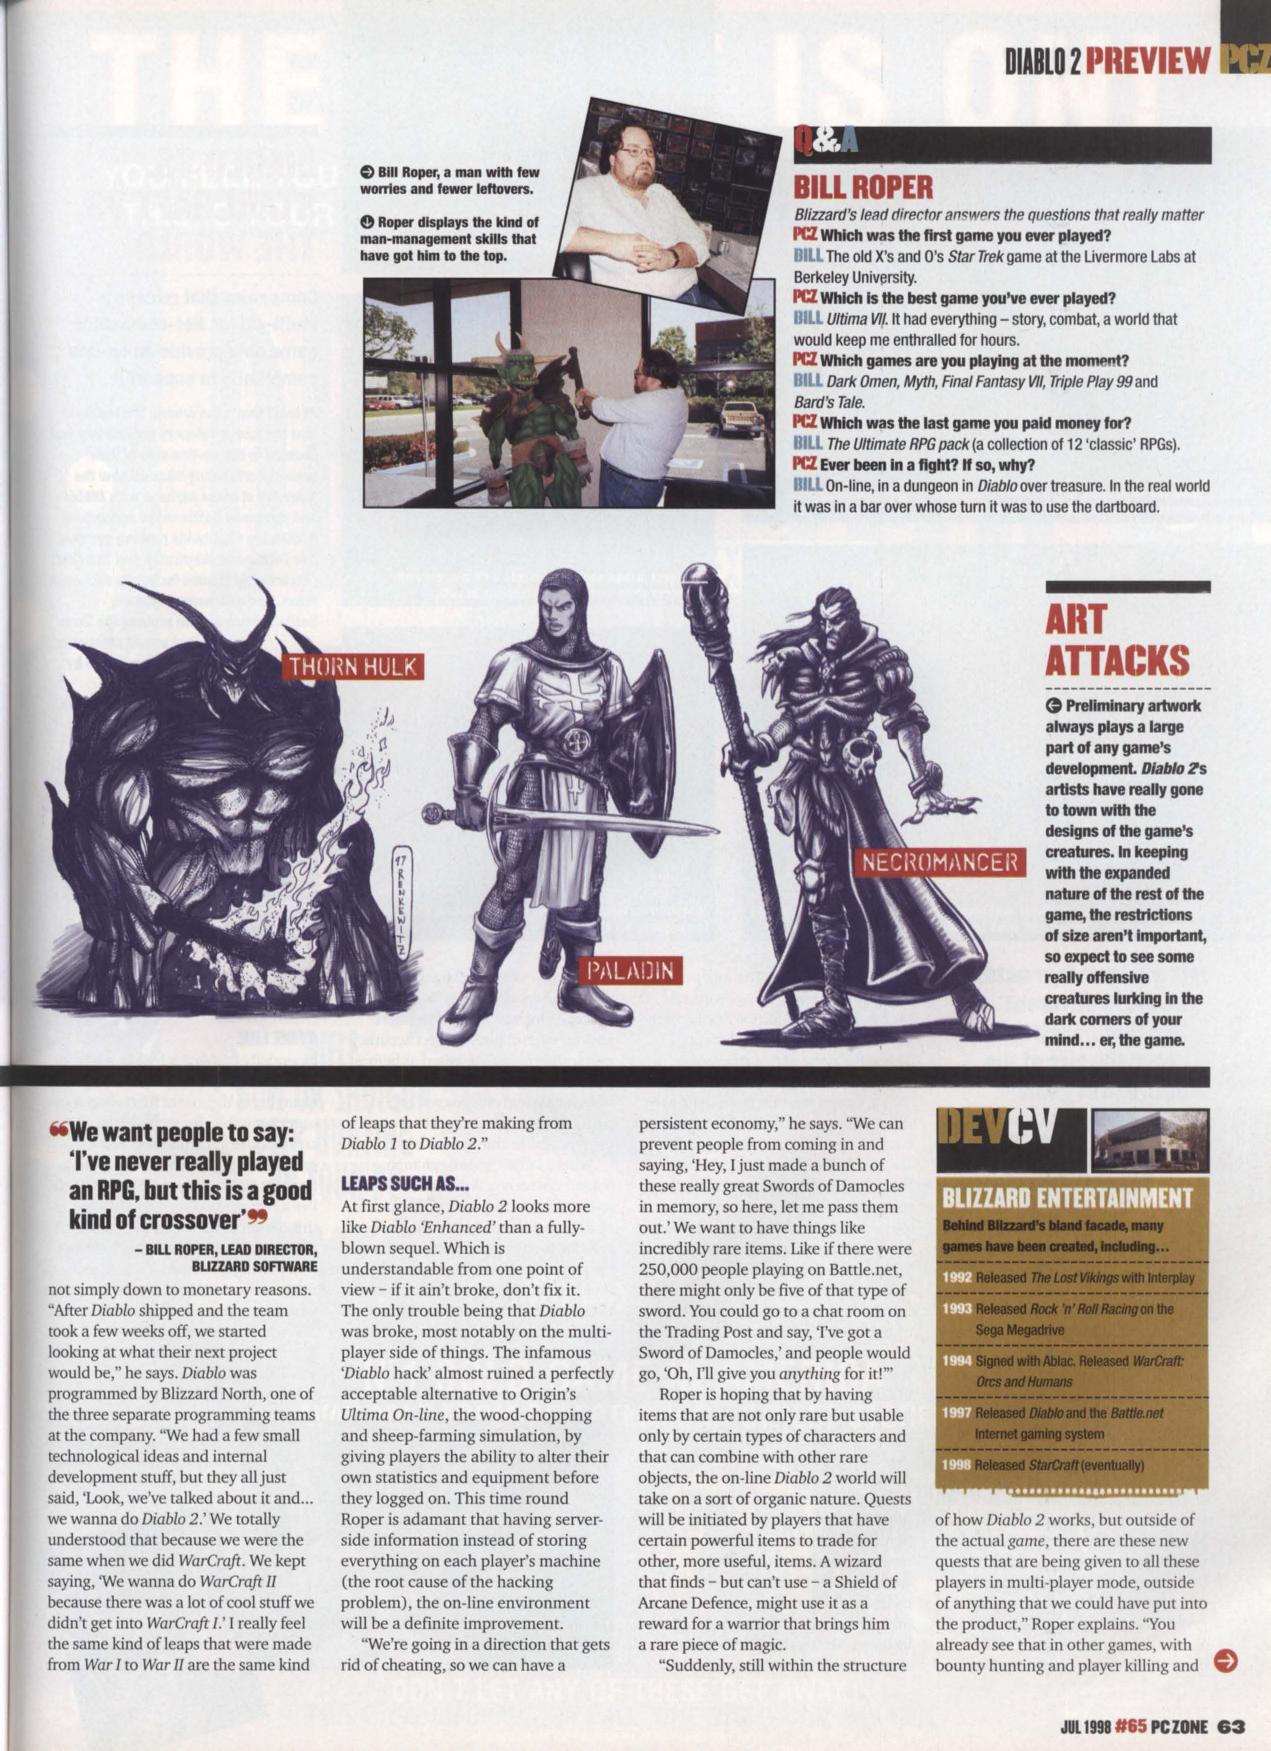 DIABLO 2 PREVIEW PCZ
Bill Roper, a man with few
worries and fewer leftovers.
Roper displays the kind of
man-management skills that
have got him to the top.
Q&A
BILL ROPER
Blizzard's lead director answers the questions that really matter
PCZ Which was the first game you ever played?
BILL The old X's and O's Star Trek game at the Livermore Labs at
Berkeley University.
PCZ Which is the best game you've ever played?
BILL Ultima VII. It had everything – story, combat, a world that
would keep me enthralled for hours.
PCZ Which games are you playing at the moment?
BILL Dark Omen, Myth, Final Fantasy VII, Triple Play 99 and
Bard's Tale.
PCZ Which was the last game you paid money for?
BILL The Ultimate RPG pack (a collection of 12 'classic' RPGs).
PCZ Ever been in a fight? If so, why?
BILL On-line, in a dungeon in Diablo over treasure. In the real world
it was in a bar over whose turn it was to use the dartboard.
THORN HULK
97 RENKEWITZ
PALADIN
NECROMANCER
ART
ATTACKS
Preliminary artwork
always plays a large
part of any game's
development. Diablo 2's
artists have really gone
to town with the
designs of the game's
creatures. In keeping
with the expanded
nature of the rest of the
game, the restrictions
of size aren't important,
so expect to see some
really offensive
creatures lurking in the
dark corners of your
mind... er, the game.
“We want people to say:
'I've never really played
an RPG, but this is a good
kind of crossover'”
– BILL ROPER, LEAD DIRECTOR,
BLIZZARD SOFTWARE
not simply down to monetary reasons.
“After Diablo shipped and the team
took a few weeks off, we started
looking at what their next project
would be,” he says. Diablo was
programmed by Blizzard North, one of
the three separate programming teams
at the company. “We had a few small
technological ideas and internal
development stuff, but they all just
said, 'Look, we've talked about it and...
we wanna do Diablo 2.' We totally
understood that because we were the
same when we did WarCraft. We kept
saying, 'We wanna do WarCraft II
because there was a lot of cool stuff we
didn't get into WarCraft I.' I really feel
the same kind of leaps that were made
from War I to War II are the same kind
of leaps that they're making from
Diablo 1 to Diablo 2.”
LEAPS SUCH AS...
At first glance, Diablo 2 looks more
like Diablo 'Enhanced' than a fully-
blown sequel. Which is
understandable from one point of
view – if it ain't broke, don't fix it.
The only trouble being that Diablo
was broke, most notably on the multi-
player side of things. The infamous
'Diablo hack' almost ruined a perfectly
acceptable alternative to Origin's
Ultima On-line, the wood-chopping
and sheep-farming simulation, by
giving players the ability to alter their
own statistics and equipment before
they logged on. This time round
Roper is adamant that having server-
side information instead of storing
everything on each player's machine
(the root cause of the hacking
problem), the on-line environment
will be a definite improvement.
“We're going in a direction that gets
rid of cheating, so we can have a
persistent economy,” he says. “We can
prevent people from coming in and
saying, 'Hey, I just made a bunch of
these really great Swords of Damocles
in memory, so here, let me pass them
out.' We want to have things like
incredibly rare items. Like if there were
250,000 people playing on Battle.net,
there might only be five of that type of
sword. You could go to a chat room on
the Trading Post and say, 'I've got a
Sword of Damocles,' and people would
go, 'Oh, I'll give you anything for it!'”
Roper is hoping that by having
items that are not only rare but usable
only by certain types of characters and
that can combine with other rare
objects, the on-line Diablo 2 world will
take on a sort of organic nature. Quests
will be initiated by players that have
certain powerful items to trade for
other, more useful, items. A wizard
that finds – but can't use – a Shield of
Arcane Defence, might use it as a
reward for a warrior that brings him
a rare piece of magic.
“Suddenly, still within the structure
DEVCV
BLIZZARD ENTERTAINMENT
Behind Blizzard's bland facade, many
games have been created, including...
1992 Released The Lost Vikings with Interplay
1993 Released Rock 'n' Roll Racing on the
Sega Megadrive
1994 Signed with Ablac. Released WarCraft:
Orcs and Humans
1997 Released Diablo and the Battle.net
Internet gaming system
1998 Released StarCraft (eventually)
of how Diablo 2 works, but outside of
the actual game, there are these new
quests that are being given to all these
players in multi-player mode, outside
of anything that we could have put into
the product,” Roper explains. “You
already see that in other games, with
bounty hunting and player killing and
JUL 1998 #65 PC ZONE 63